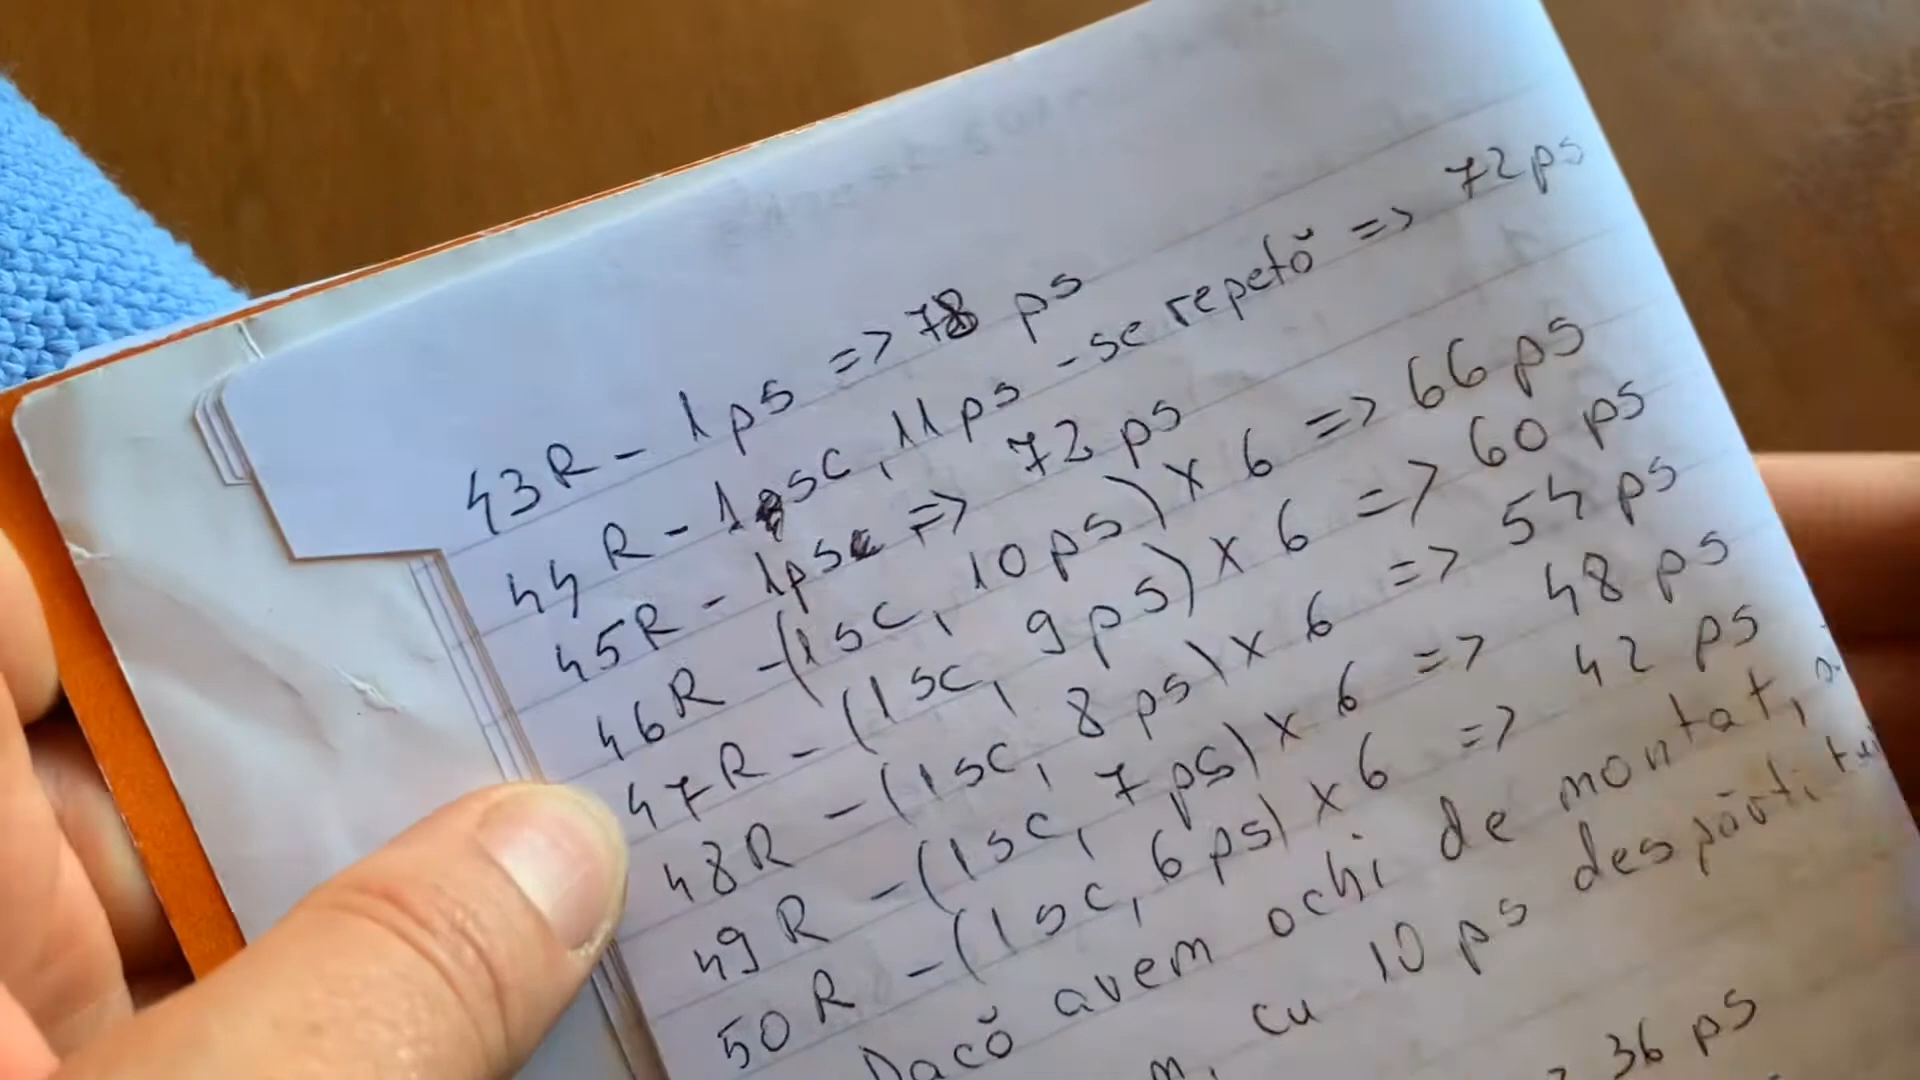 43R - 1ps => 78 ps
44R - 1sc, 11ps - se repetă => 72ps
45R - 1ps => 72 ps
46R - (1sc, 10ps) x 6 => 66 ps
47R - (1sc, 9ps) x 6 => 60 ps
48R - (1sc, 8ps) x 6 => 54 ps
49R - (1sc, 7ps) x 6 => 48 ps
50R - (1sc, 6ps) x 6 => 42 ps
Dacă avem ochi de montat,
cu 10 ps
36 ps